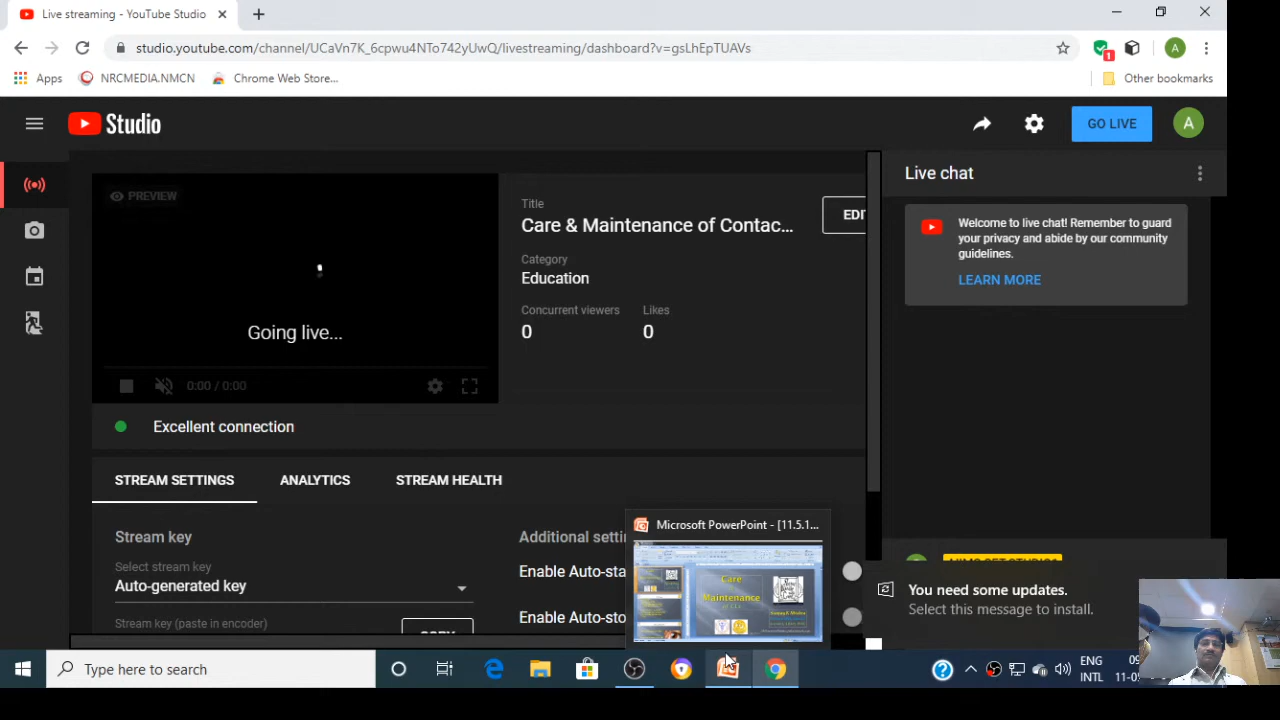 Live streaming - YouTube Studio
studio.youtube.com/channel/UCaVn7K_6cpwu4NTo742yUwQ/livestreaming/dashboard?v=gsLhEpTUAVs
1
A
Apps
NRCMEDIA.NMCN
Chrome Web Store...
Other bookmarks
Studio
GO LIVE
A
PREVIEW
Going live...
0:00 / 0:00
Title
Care & Maintenance of Contac...
EDI
Category
Education
Concurrent viewers
Likes
0
0
Live chat
Welcome to live chat! Remember to guard
your privacy and abide by our community
guidelines.
LEARN MORE
Excellent connection
STREAM SETTINGS
ANALYTICS
STREAM HEALTH
Stream key
Select stream key
Auto-generated key
Stream key (paste in encoder)
Additional setti
Enable Auto-sta
Enable Auto-sto
Microsoft PowerPoint - [11.5.1...
Care
Maintenance
You need some updates.
Select this message to install.
Type here to search
ENG
INTL
09